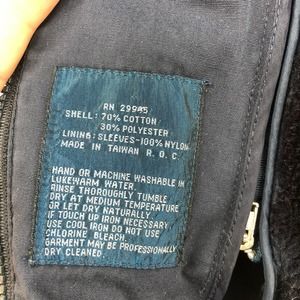 RN 29985
SHELL: 70% COTTON
30% POLYESTER
LINING: SLEEVES-100% NYLON
MADE IN TAIWAN R.O.C.
HAND OR MACHINE WASHABLE IN
LUKEWARM WATER.
RINSE THOROUGHLY TUMBLE
DRY AT MEDIUM TEMPERATURE
OR LET DRY NATURALLY.
IF TOUCH UP IRON NECESSARY
USE COOL IRON DO NOT USE
CHLORINE BLEACH.
GARMENT MAY BE PROFESSIONALLY
DRY CLEANED.